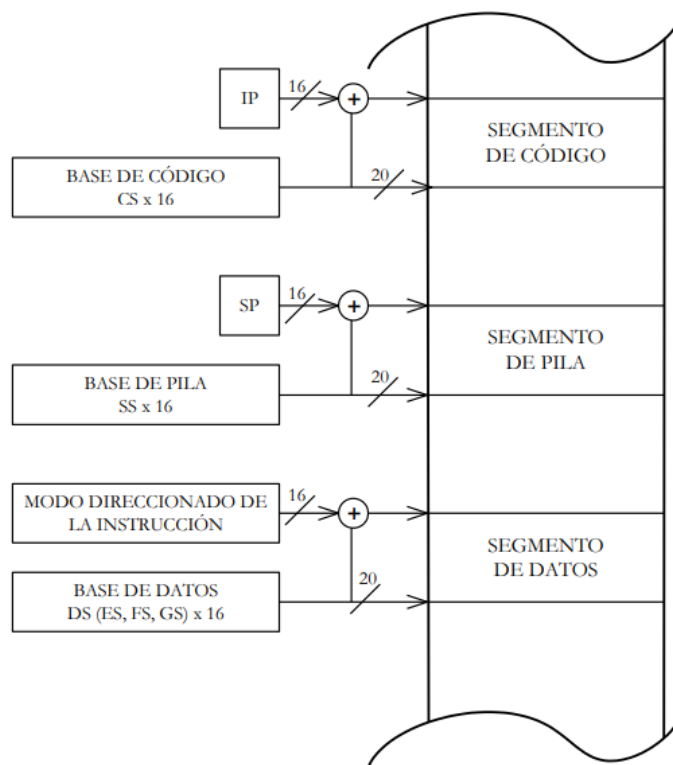 16
IP
+
SEGMENTO
DE CÓDIGO
BASE DE CÓDIGO
CS x 16
20
16
SP
+
SEGMENTO
DE PILA
BASE DE PILA
SS x 16
20
MODO DIRECCIONADO DE
LA INSTRUCCIÓN
16
+
SEGMENTO
DE DATOS
BASE DE DATOS
DS (ES, FS, GS) x 16
20